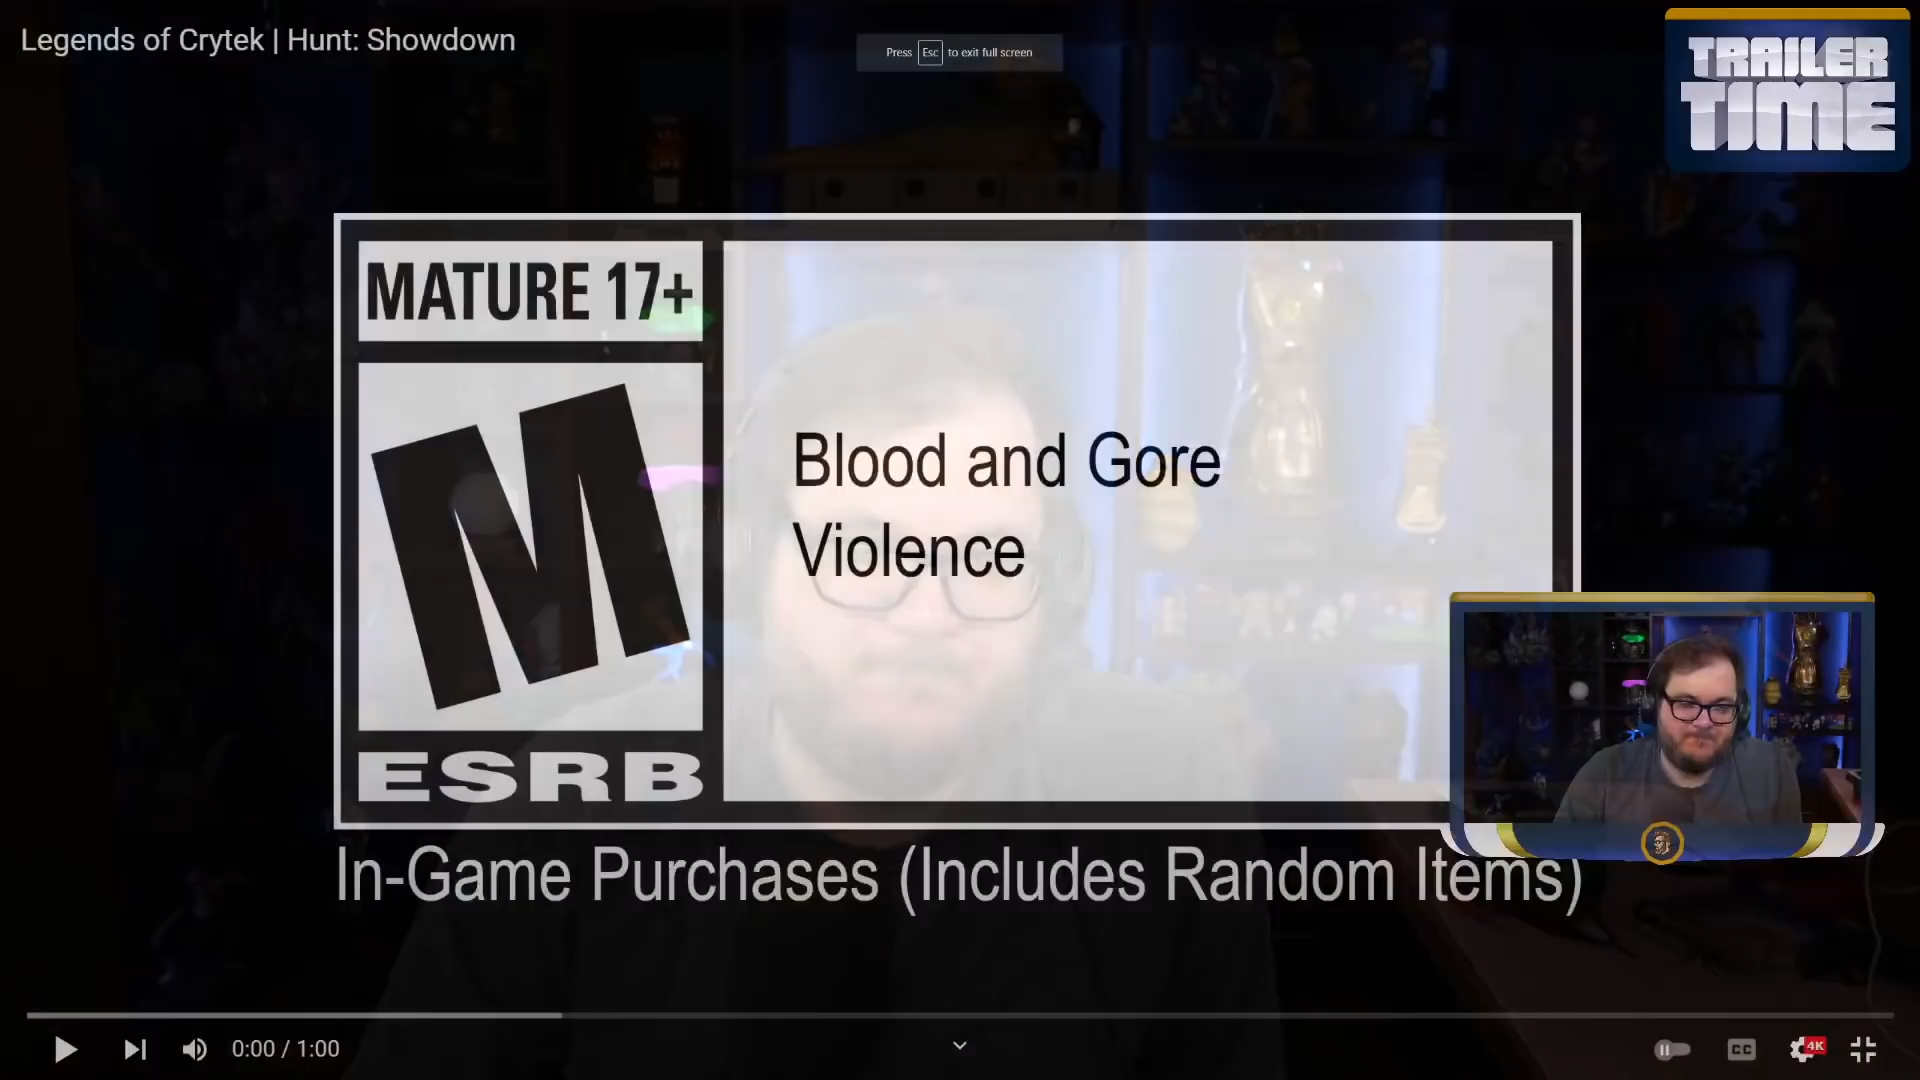 Legends of Crytek | Hunt: Showdown
Press Esc to exit full screen
TRAILER
TIME
MATURE 17+
M
ESRB
Blood and Gore
Violence
In-Game Purchases (Includes Random Items)
0:00 / 1:00
CC
4K